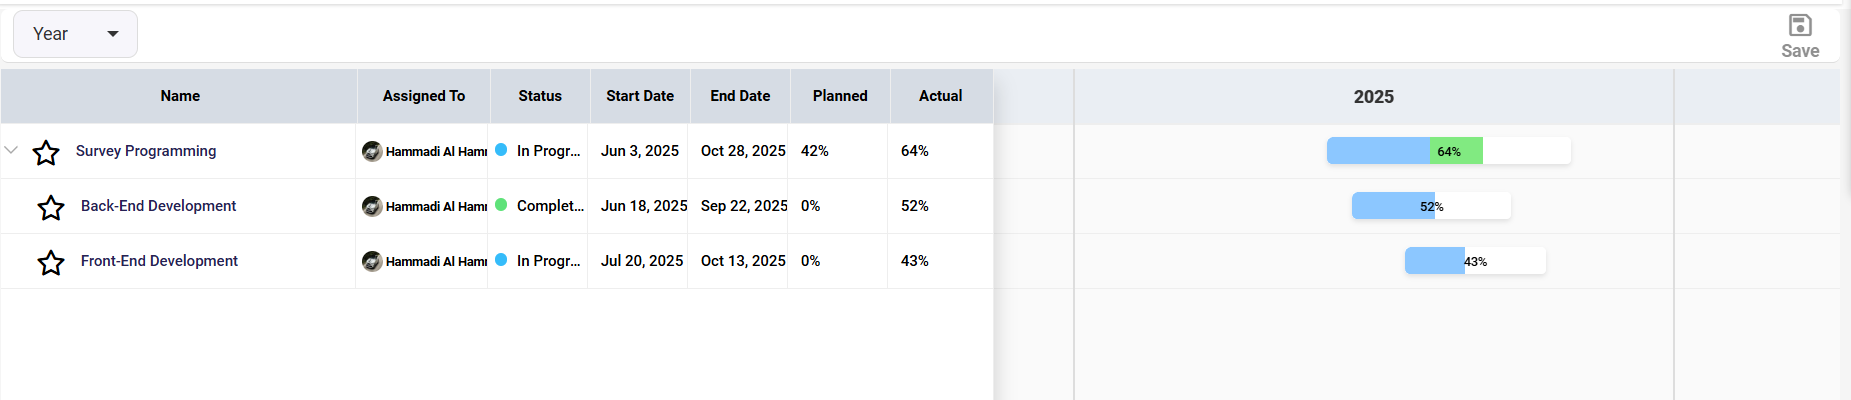 Year
Save
Name Assigned To Status Start Date End Date Planned Actual 2025
Survey Programming Hammadi Al Ham In Progr... Jun 3, 2025 Oct 28, 2025 42% 64% 64%
Back-End Development Hammadi Al Ham Complet... Jun 18, 2025 Sep 22, 2025 0% 52% 52%
Front-End Development Hammadi Al Ham In Progr... Jul 20, 2025 Oct 13, 2025 0% 43% 43%